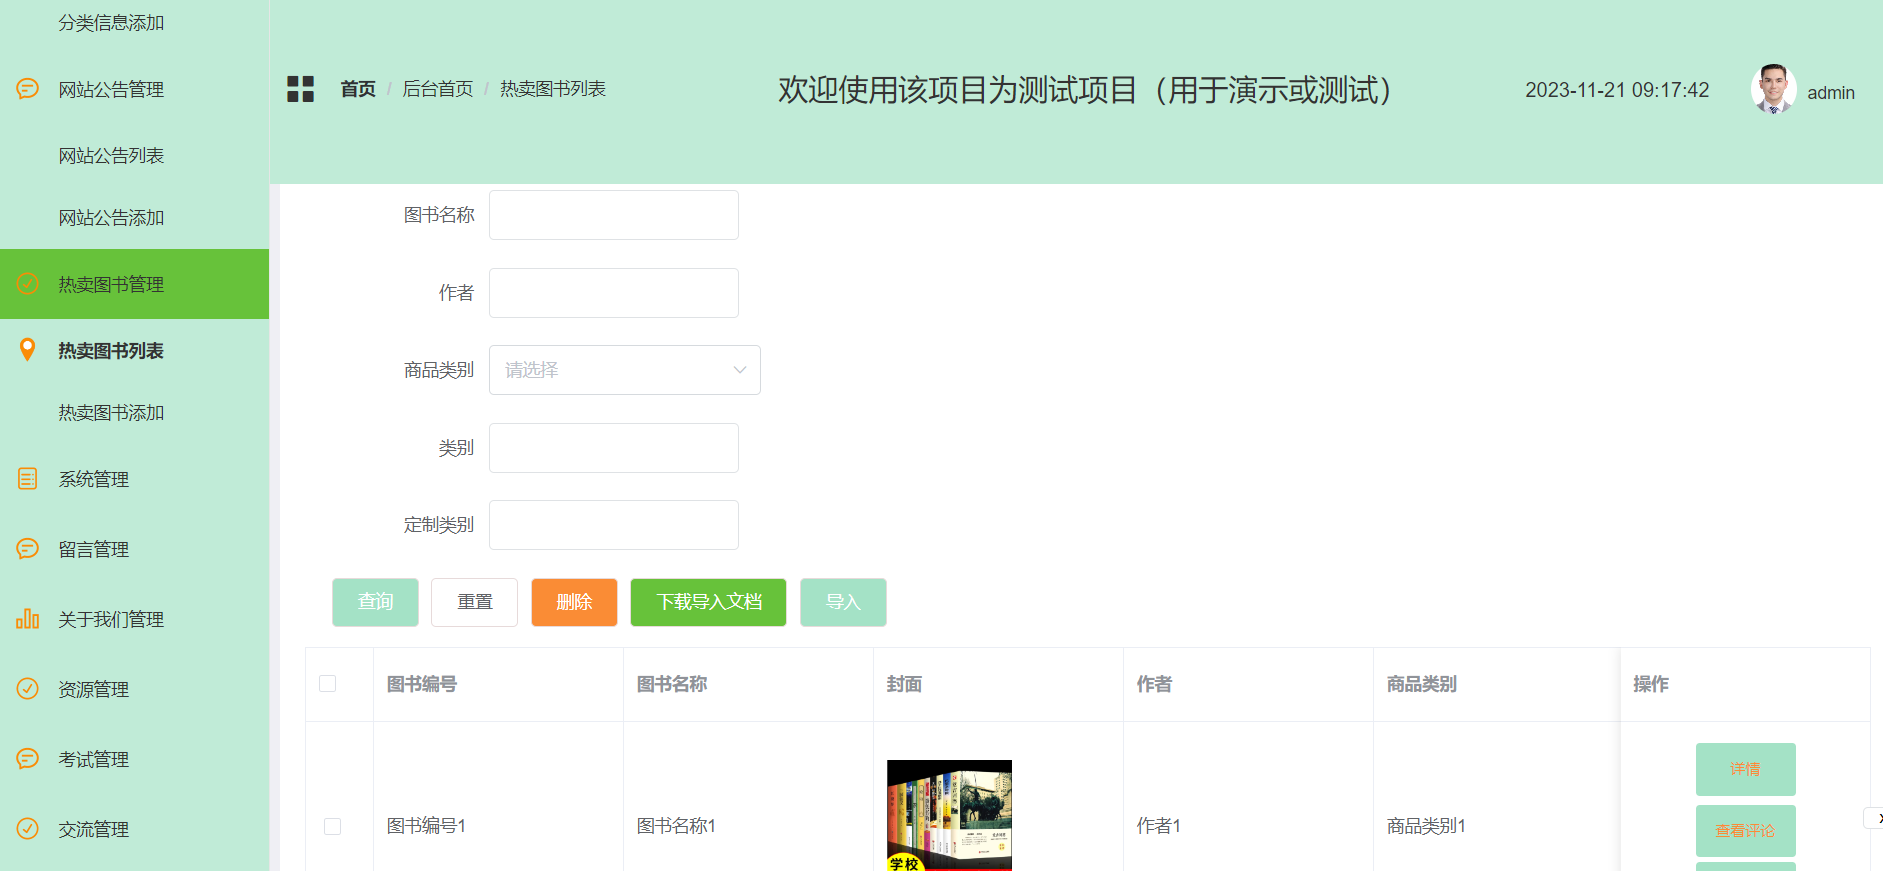 分类信息添加
网站公告管理
网站公告列表
网站公告添加
热卖图书管理
热卖图书列表
热卖图书添加
系统管理
留言管理
关于我们管理
资源管理
考试管理
交流管理
首页 / 后台首页 / 热卖图书列表
欢迎使用该项目为测试项目（用于演示或测试）
2023-11-21 09:17:42
admin
图书名称
作者
商品类别 请选择
类别
定制类别
查询 重置 删除 下载导入文档 导入
图书编号 图书名称 封面 作者 商品类别 操作
图书编号1 图书名称1 学校 作者1 商品类别1
详情
查看评论